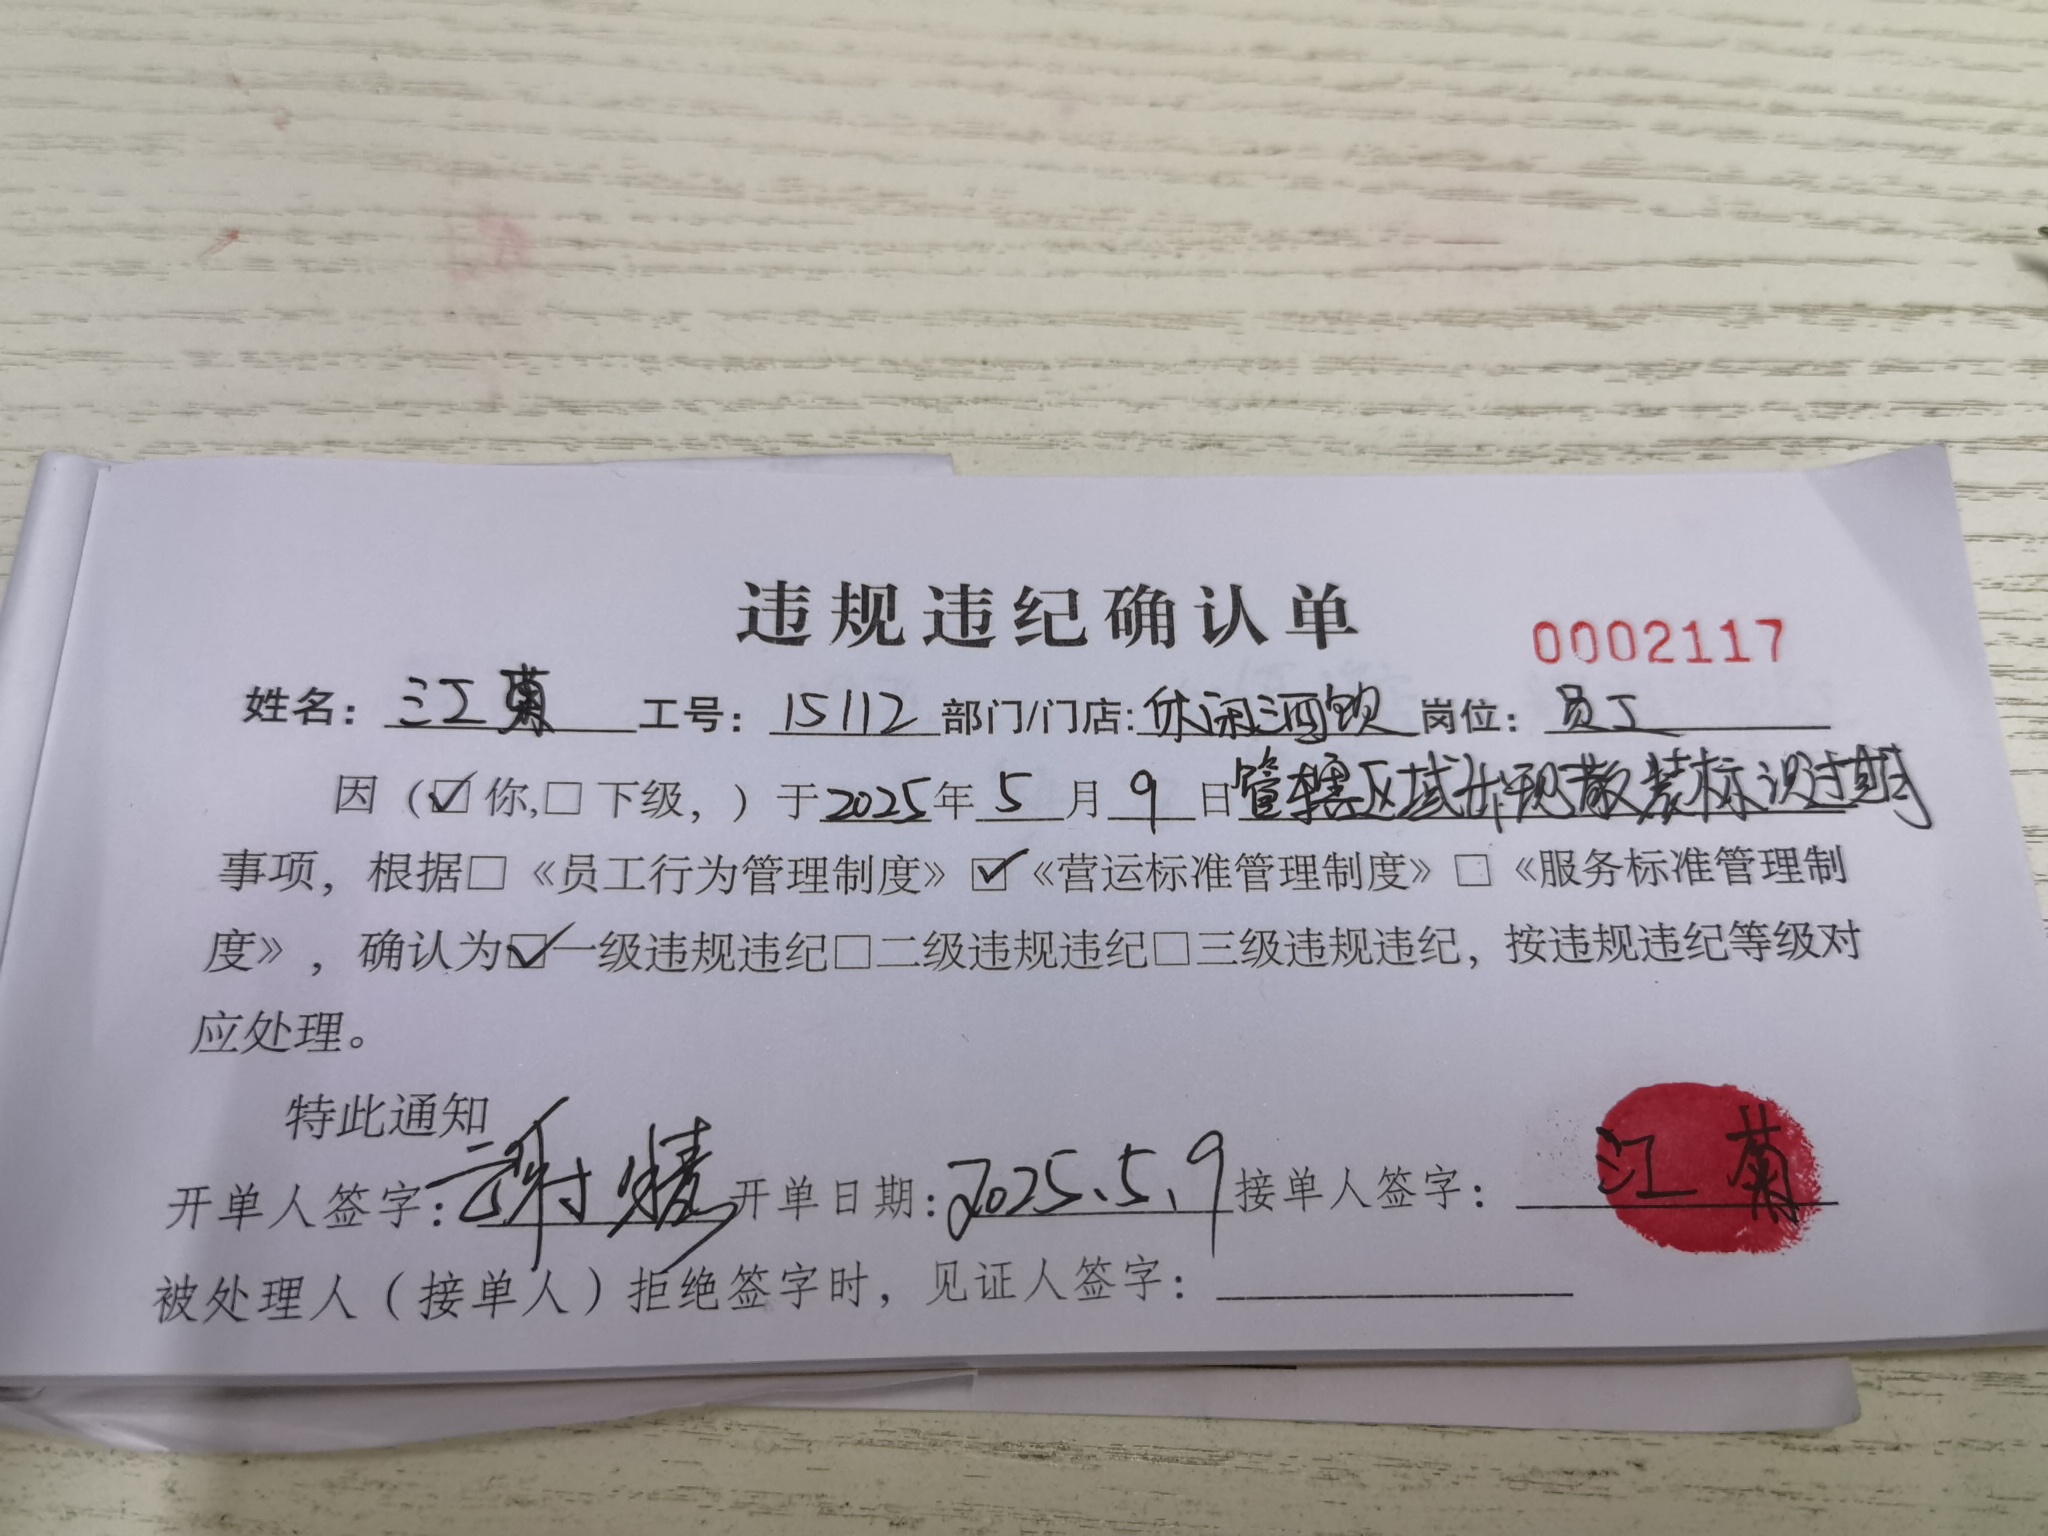 违规违纪确认单
0002117
姓名：江菊 工号：15112 部门/门店：休闲酒饮 岗位：员工
因（☑你，□下级，）于2025年5月9日管辖区域出现散装标识过期
事项，根据□《员工行为管理制度》☑《营运标准管理制度》□《服务标准管理制
度》，确认为☑一级违规违纪□二级违规违纪□三级违规违纪，按违规违纪等级对
应处理。
特此通知
开单人签字：谢 开单日期：2025.5.9 接单人签字：江菊
被处理人（接单人）拒绝签字时，见证人签字：